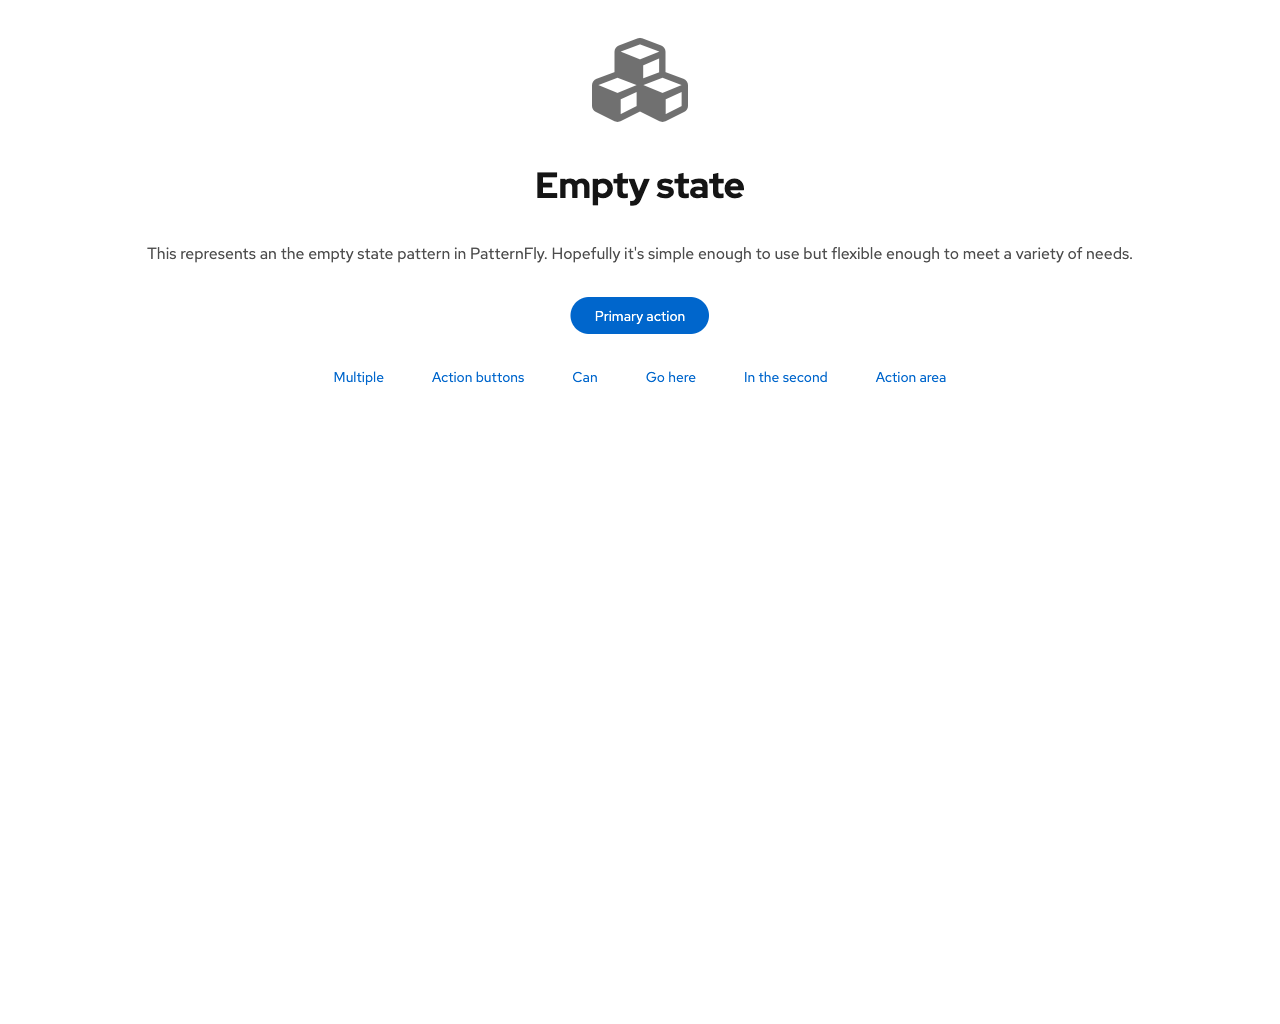 Empty state
This represents an the empty state pattern in PatternFly. Hopefully it's simple enough to use but flexible enough to meet a variety of needs.
Primary action
Multiple Action buttons Can Go here In the second Action area